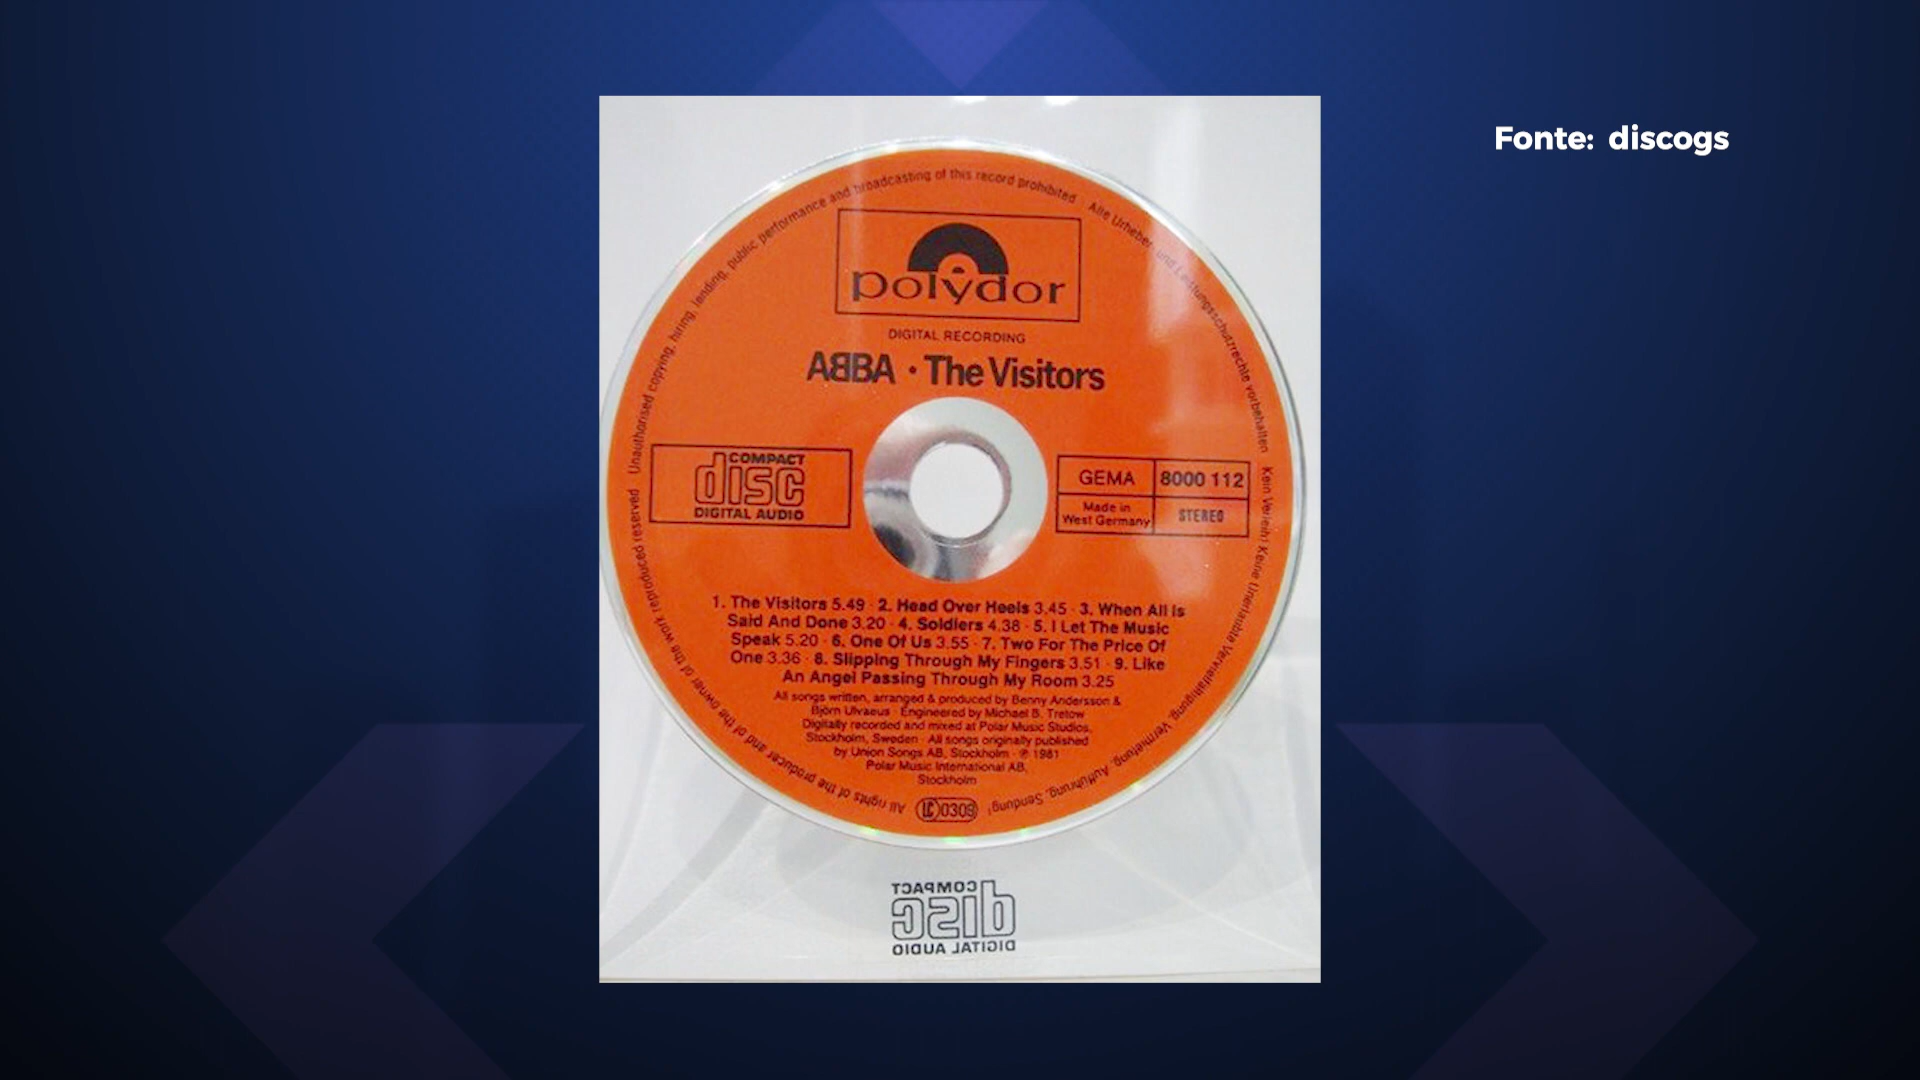 Fonte: discogs
Unauthorised copying, hiring, lending, public performance and broadcasting of this record prohibited · Alle Urheber- und Leistungsschutzrechte vorbehalten
polydor
DIGITAL RECORDING
ABBA · The Visitors
COMPACT
disc
DIGITAL AUDIO
GEMA 8000 112
Made in
West Germany
STEREO
1. The Visitors 5.49 · 2. Head Over Heels 3.45 · 3. When All Is
Said And Done 3.20 · 4. Soldiers 4.38 · 5. I Let The Music
Speak 5.20 · 6. One Of Us 3.55 · 7. Two For The Price Of
One 3.36 · 8. Slipping Through My Fingers 3.51 · 9. Like
An Angel Passing Through My Room 3.25
All songs written, arranged & produced by Benny Andersson &
Björn Ulvaeus · Engineered by Michael B. Tretow
Digitally recorded and mixed at Polar Music Studios,
Stockholm, Sweden · All songs originally published
by Union Songs AB, Stockholm · ℗ 1981
Polar Music International AB,
Stockholm
Kein Verleih! Keine unerlaubte Vervielfältigung, Vermietung, Aufführung, Sendung!
LC 0309
All rights of the producer and of the owner of the work reproduced reserved
COMPACT
disc
DIGITAL AUDIO